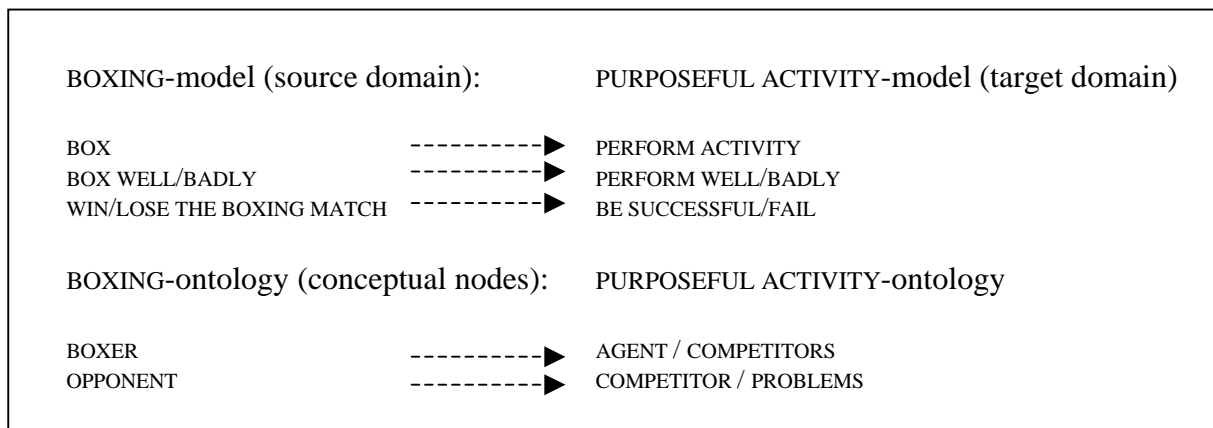 BOXING-model (source domain): PURPOSEFUL ACTIVITY-model (target domain)
BOX PERFORM ACTIVITY
BOX WELL/BADLY PERFORM WELL/BADLY
WIN/LOSE THE BOXING MATCH BE SUCCESSFUL/FAIL
BOXING-ontology (conceptual nodes): PURPOSEFUL ACTIVITY-ontology
BOXER AGENT / COMPETITORS
OPPONENT COMPETITOR / PROBLEMS